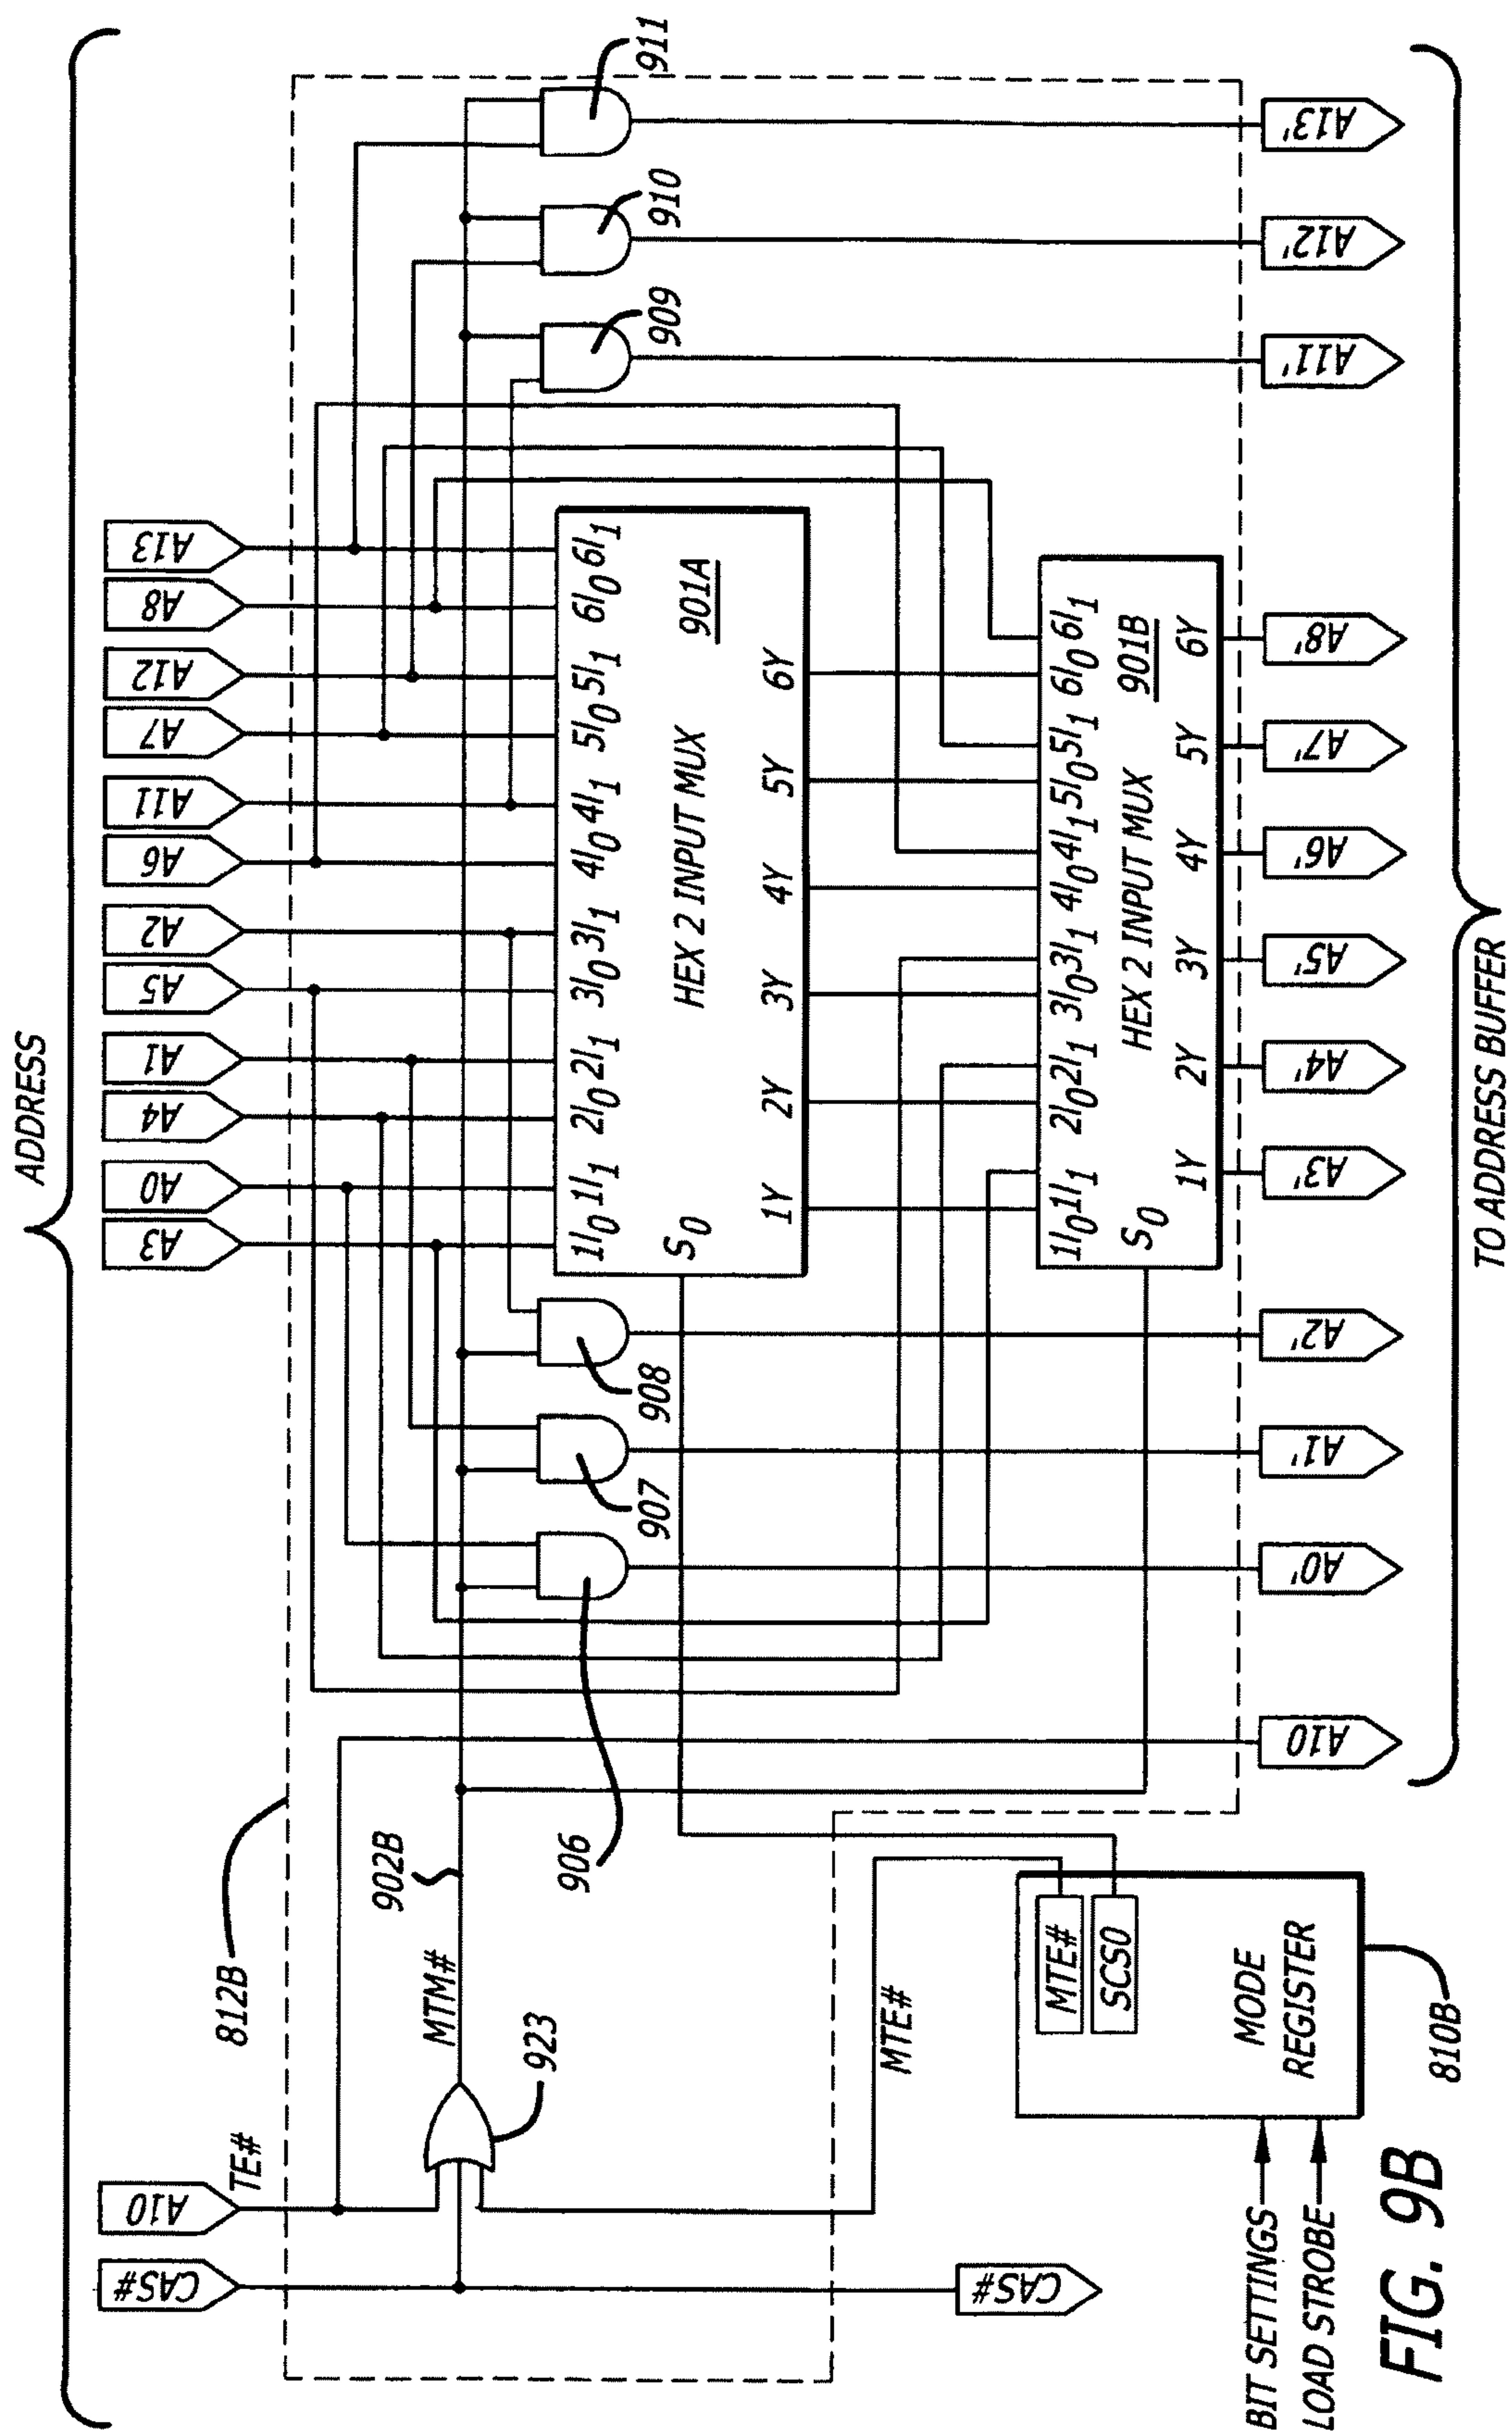 ADDRESS
CAS#
A10
A3
A0
A4
A1
A5
A2
A6
A11
A7
A12
A8
A13
TE#
812B
MTM#
902B
923
906
907
908
909
910
911
1I0 1I1 2I0 2I1 3I0 3I1 4I0 4I1 5I0 5I1 6I0 6I1
S0
HEX 2 INPUT MUX
901A
1Y 2Y 3Y 4Y 5Y 6Y
1I0 1I1 2I0 2I1 3I0 3I1 4I0 4I1 5I0 5I1 6I0 6I1
S0
HEX 2 INPUT MUX
901B
1Y 2Y 3Y 4Y 5Y 6Y
MTE#
MTE#
SCS0
MODE
REGISTER
810B
BIT SETTINGS
LOAD STROBE
CAS#
A10
A0'
A1'
A2'
A3'
A4'
A5'
A6'
A7'
A8'
A11'
A12'
A13'
TO ADDRESS BUFFER
FIG. 9B